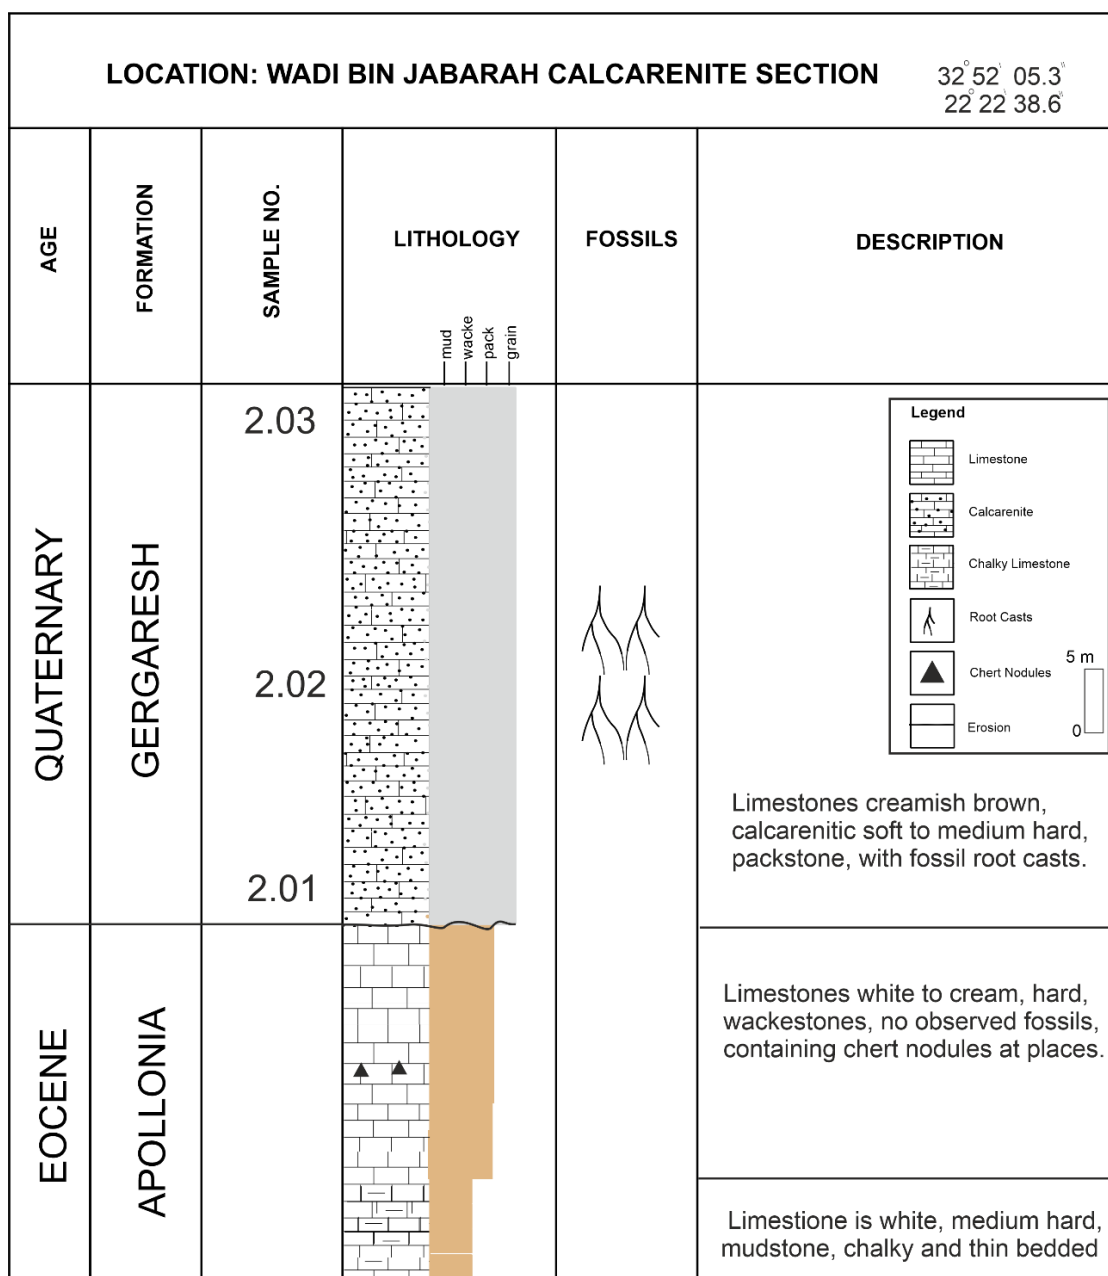 LOCATION: WADI BIN JABARAH CALCARENITE SECTION
32° 52' 05.3"
22° 22' 38.6"
AGE
FORMATION
SAMPLE NO.
LITHOLOGY
FOSSILS
DESCRIPTION
mud
wacke
pack
grain
QUATERNARY
GERGARESH
2.03
2.02
2.01
Legend
Limestone
Calcarenite
Chalky Limestone
Root Casts
Chert Nodules
Erosion
5 m
0
Limestones creamish brown,
calcarenitic soft to medium hard,
packstone, with fossil root casts.
EOCENE
APOLLONIA
Limestones white to cream, hard,
wackestones, no observed fossils,
containing chert nodules at places.
Limestione is white, medium hard,
mudstone, chalky and thin bedded